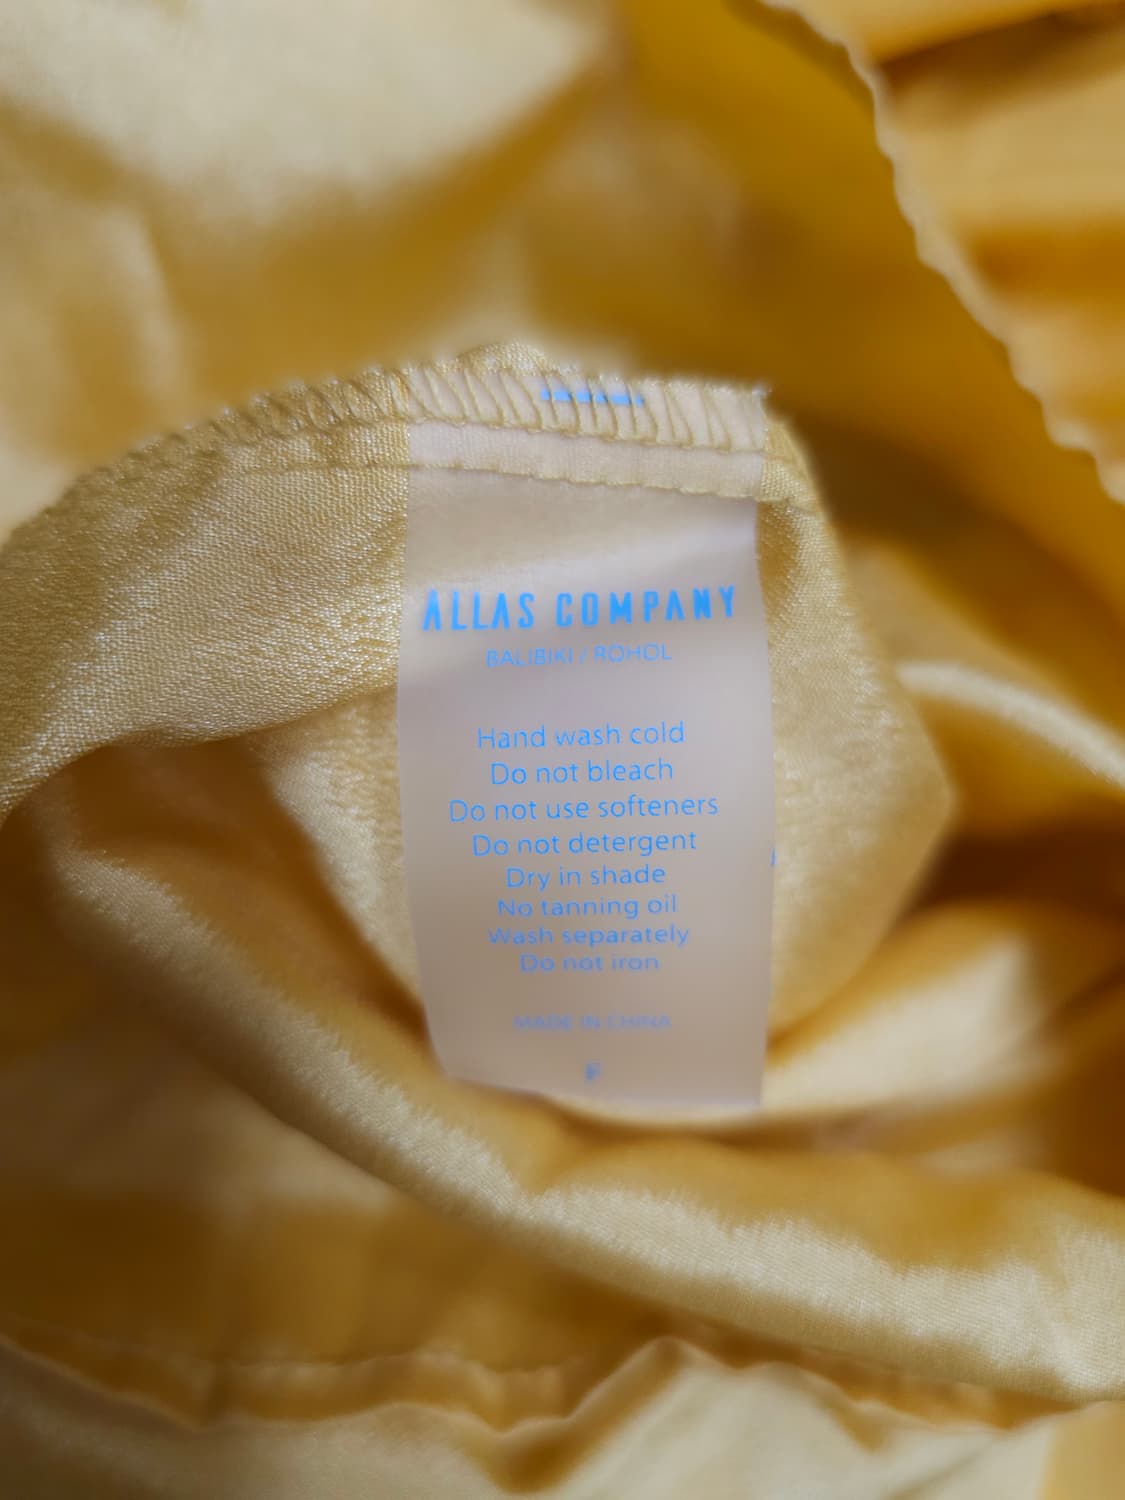 ÅLLAS COMPANY
BALIBIKI / ROHOL
Hand wash cold
Do not bleach
Do not use softeners
Do not detergent
Dry in shade
No tanning oil
Wash separately
Do not iron
MADE IN CHINA